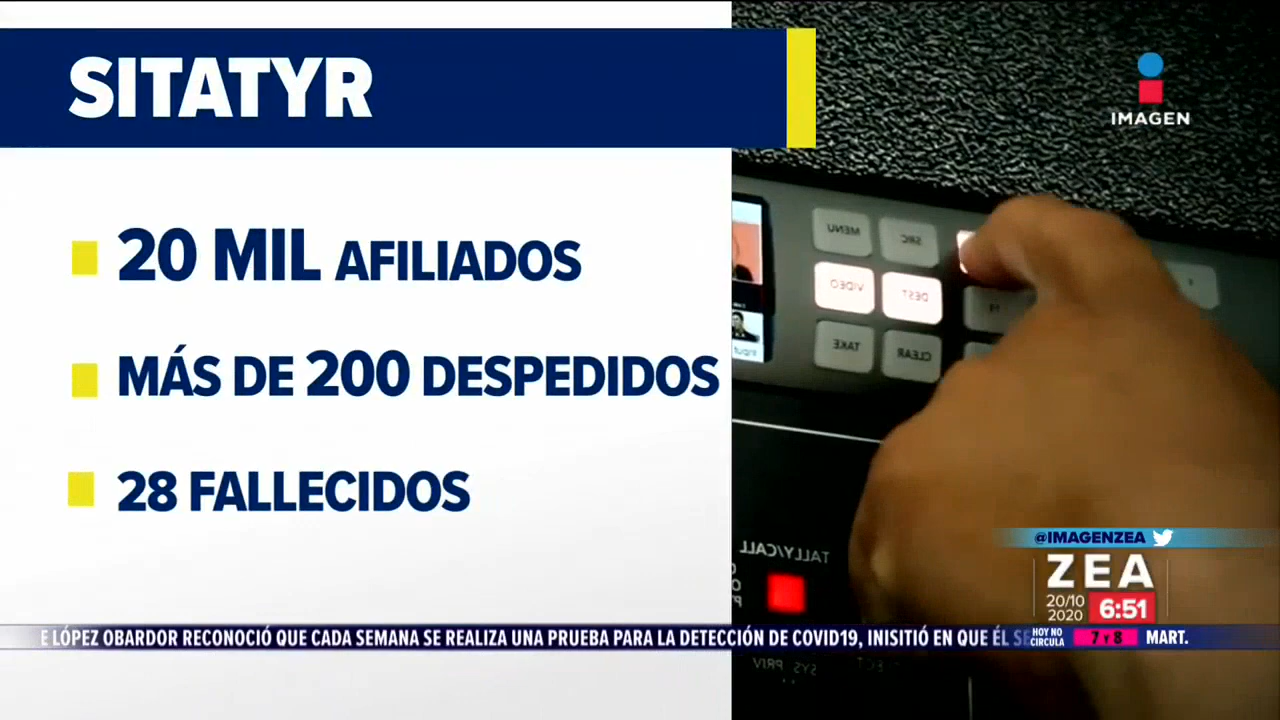 SITATYR
IMAGEN
20 MIL AFILIADOS
MÁS DE 200 DESPEDIDOS
28 FALLECIDOS
MENU
SRC
VIDEO
DEST
TAKE
CLEAR
TALLY/CALL
@IMAGENZEA
ZEA
20/10
2020
6:51
E LÓPEZ OBARDOR RECONOCIÓ QUE CADA SEMANA SE REALIZA UNA PRUEBA PARA LA DETECCIÓN DE COVID19, INISITIÓ EN QUE ÉL SE
HOY NO
CIRCULA
7 Y 8
MART.